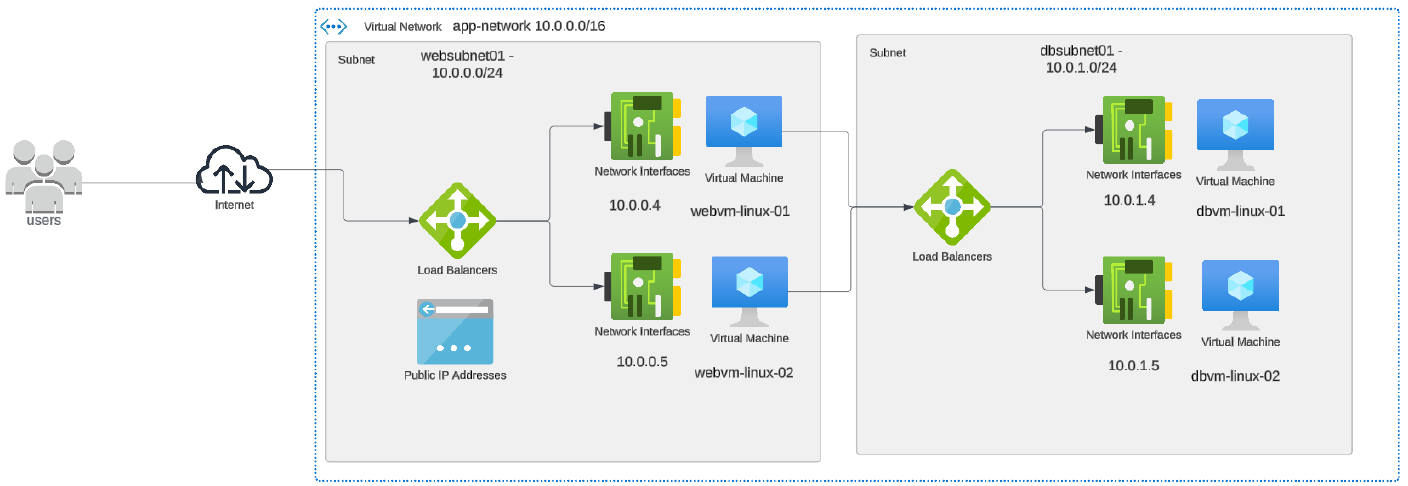 Virtual Network app-network 10.0.0.0/16
Subnet
websubnet01 -
10.0.0.0/24
Subnet
dbsubnet01 -
10.0.1.0/24
users
Internet
Load Balancers
Public IP Addresses
Network Interfaces
10.0.0.4
Virtual Machine
webvm-linux-01
Network Interfaces
10.0.0.5
Virtual Machine
webvm-linux-02
Load Balancers
Network Interfaces
10.0.1.4
Virtual Machine
dbvm-linux-01
Network Interfaces
10.0.1.5
Virtual Machine
dbvm-linux-02